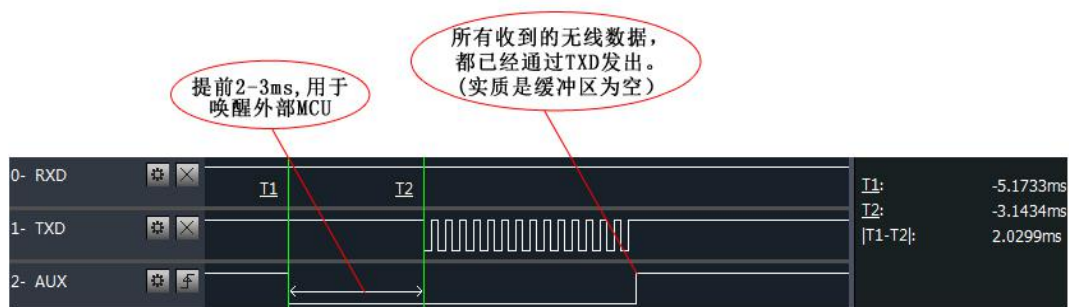 所有收到的无线数据，
都已经通过TXD发出。
(实质是缓冲区为空)
提前2-3ms,用于
唤醒外部MCU
0- RXD
T1
T2
1- TXD
2- AUX
T1: -5.1733ms
T2: -3.1434ms
|T1-T2|: 2.0299ms